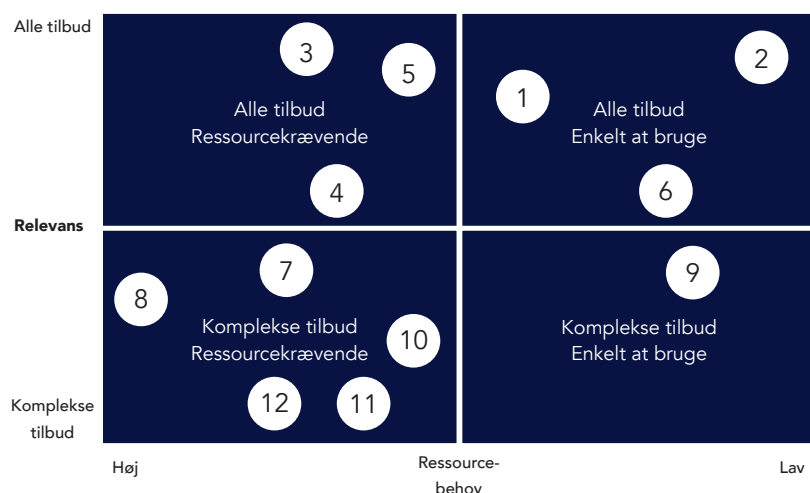 Alle tilbud
3
5
1
2
Alle tilbud
Ressourcekrævende
Alle tilbud
Enkelt at bruge
4
6
Relevans
7
8
9
Komplekse tilbud
Ressourcekrævende
10
Komplekse tilbud
Enkelt at bruge
12
11
Komplekse
tilbud
Høj
Ressource-
behov
Lav